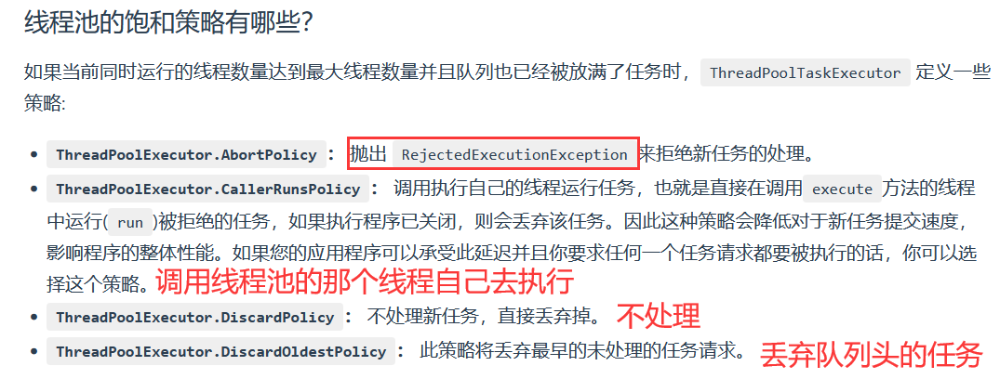 线程池的饱和策略有哪些？
如果当前同时运行的线程数量达到最大线程数量并且队列也已经被放满了任务时，ThreadPoolTaskExecutor 定义一些
策略:
• ThreadPoolExecutor.AbortPolicy： 抛出 RejectedExecutionException 来拒绝新任务的处理。
• ThreadPoolExecutor.CallerRunsPolicy： 调用执行自己的线程运行任务，也就是直接在调用 execute 方法的线程
中运行( run )被拒绝的任务，如果执行程序已关闭，则会丢弃该任务。因此这种策略会降低对于新任务提交速度，
影响程序的整体性能。如果您的应用程序可以承受此延迟并且你要求任何一个任务请求都要被执行的话，你可以选
择这个策略。调用线程池的那个线程自己去执行
• ThreadPoolExecutor.DiscardPolicy： 不处理新任务，直接丢弃掉。 不处理
• ThreadPoolExecutor.DiscardOldestPolicy： 此策略将丢弃最早的未处理的任务请求。 丢弃队列头的任务